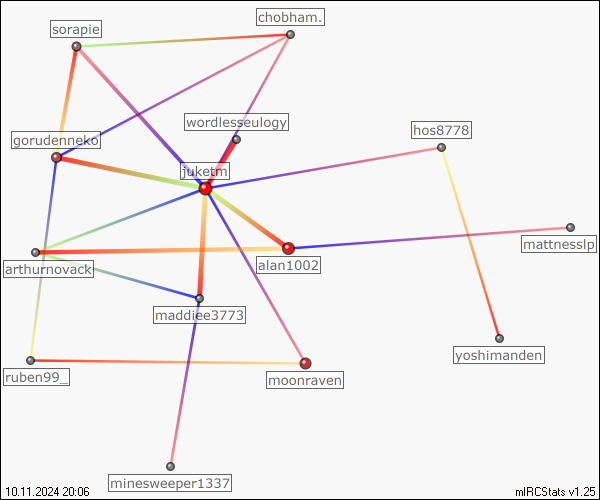 chobham.
sorapie
wordlesseulogy
hos8778
gorudenneko
juketm
mattnesslp
arthurnovack
alan1002
maddiee3773
yoshimanden
ruben99_
moonraven
minesweeper1337
10.11.2024 20:06
mIRCStats v1.25